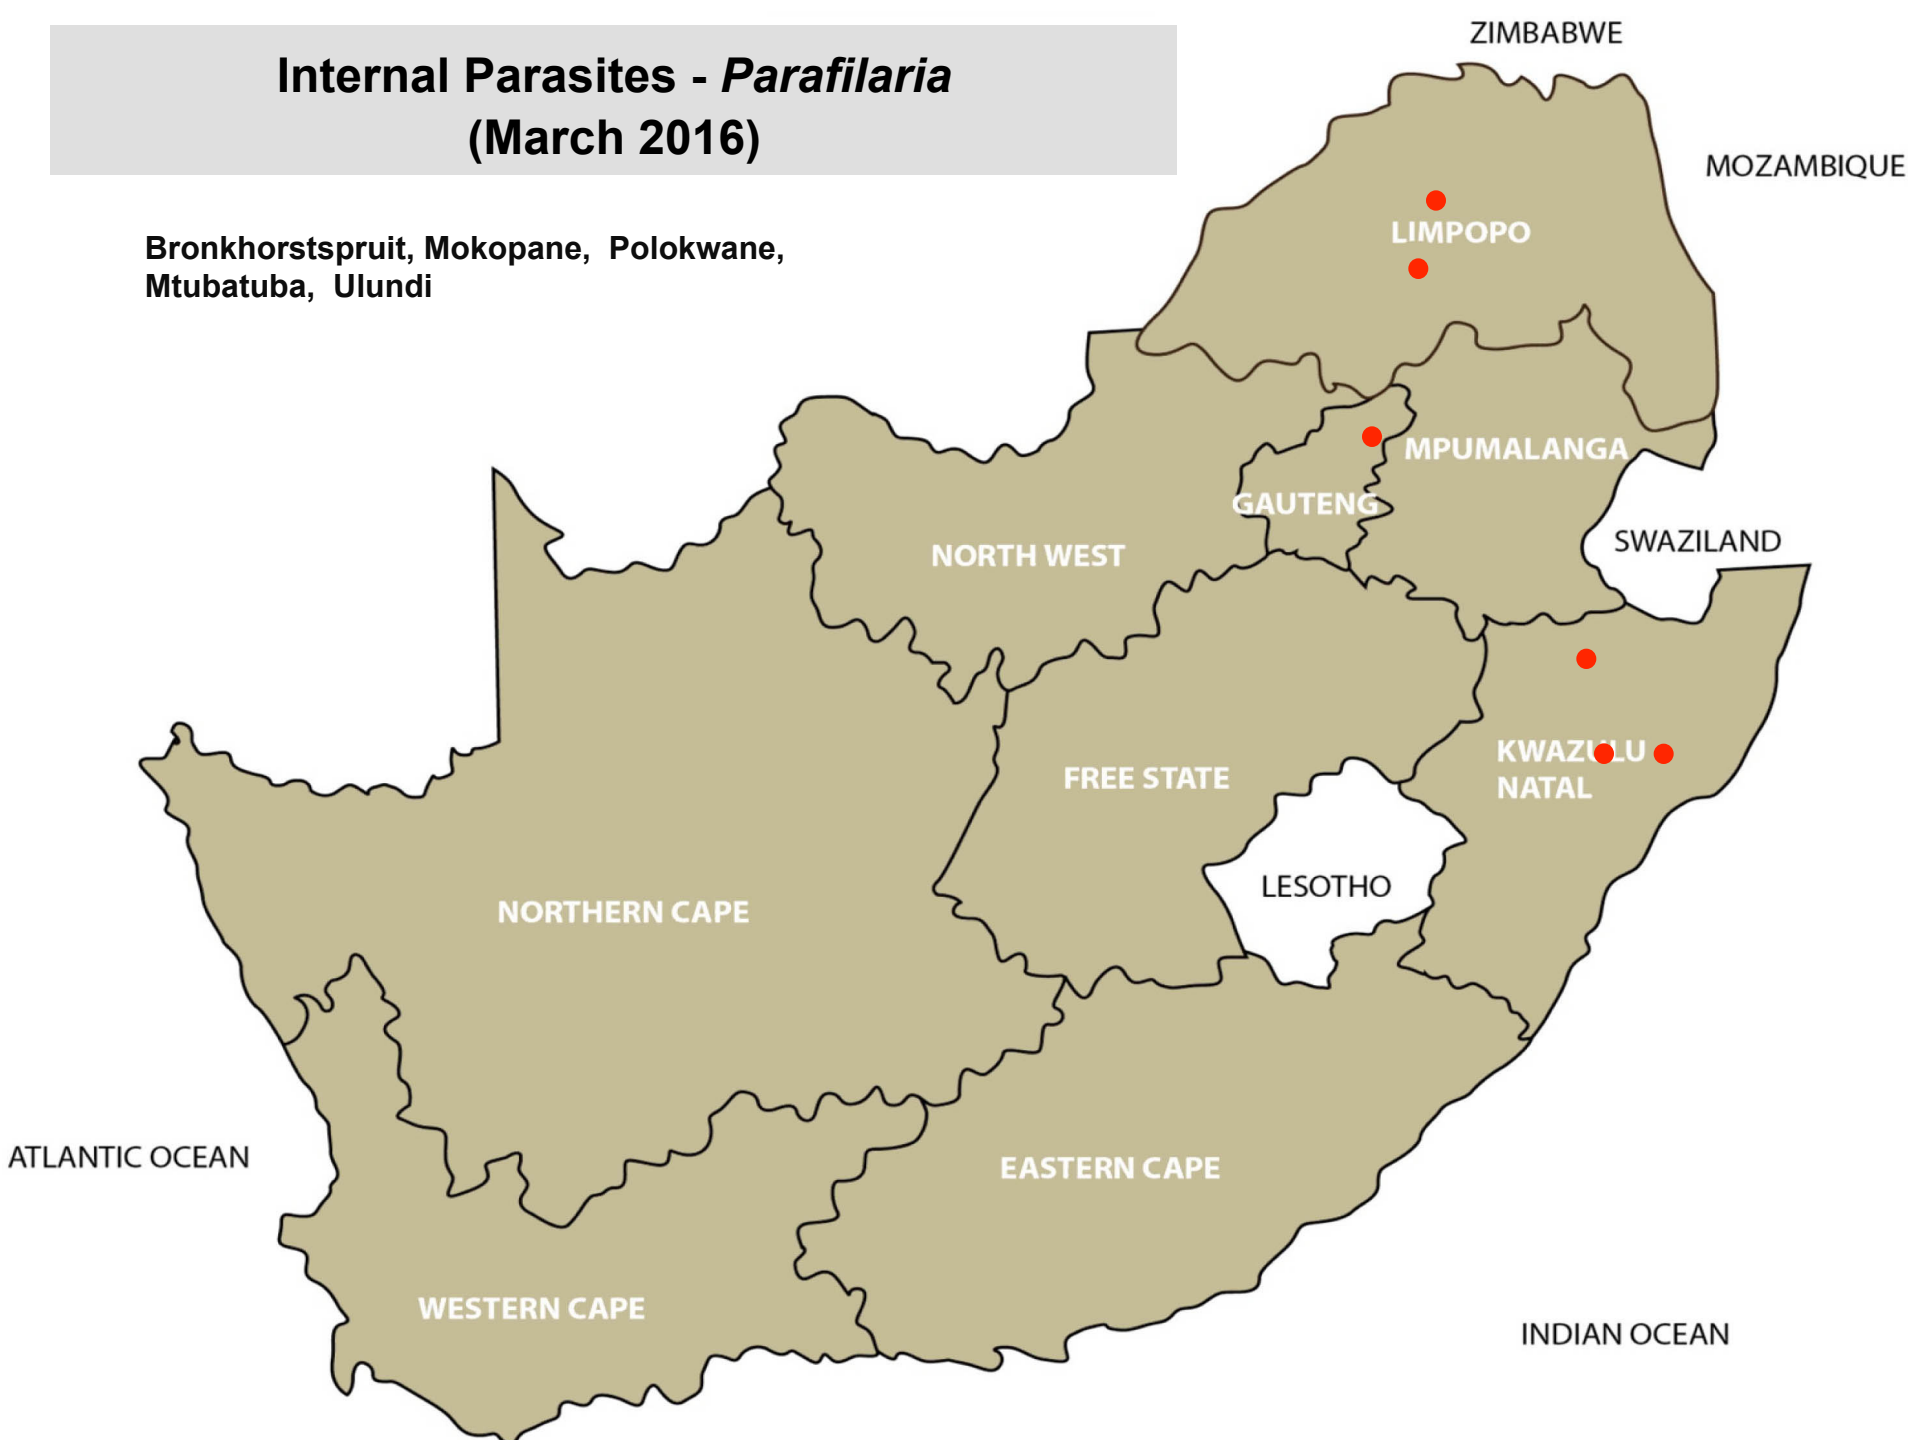 Internal Parasites - Parafilaria
(March 2016)
Bronkhorstspruit, Mokopane,  Polokwane,
Mtubatuba,  Ulundi
ZIMBABWE
MOZAMBIQUE
LIMPOPO
MPUMALANGA
GAUTENG
SWAZILAND
NORTH WEST
KWAZULU
NATAL
FREE STATE
LESOTHO
NORTHERN CAPE
ATLANTIC OCEAN
EASTERN CAPE
WESTERN CAPE
INDIAN OCEAN